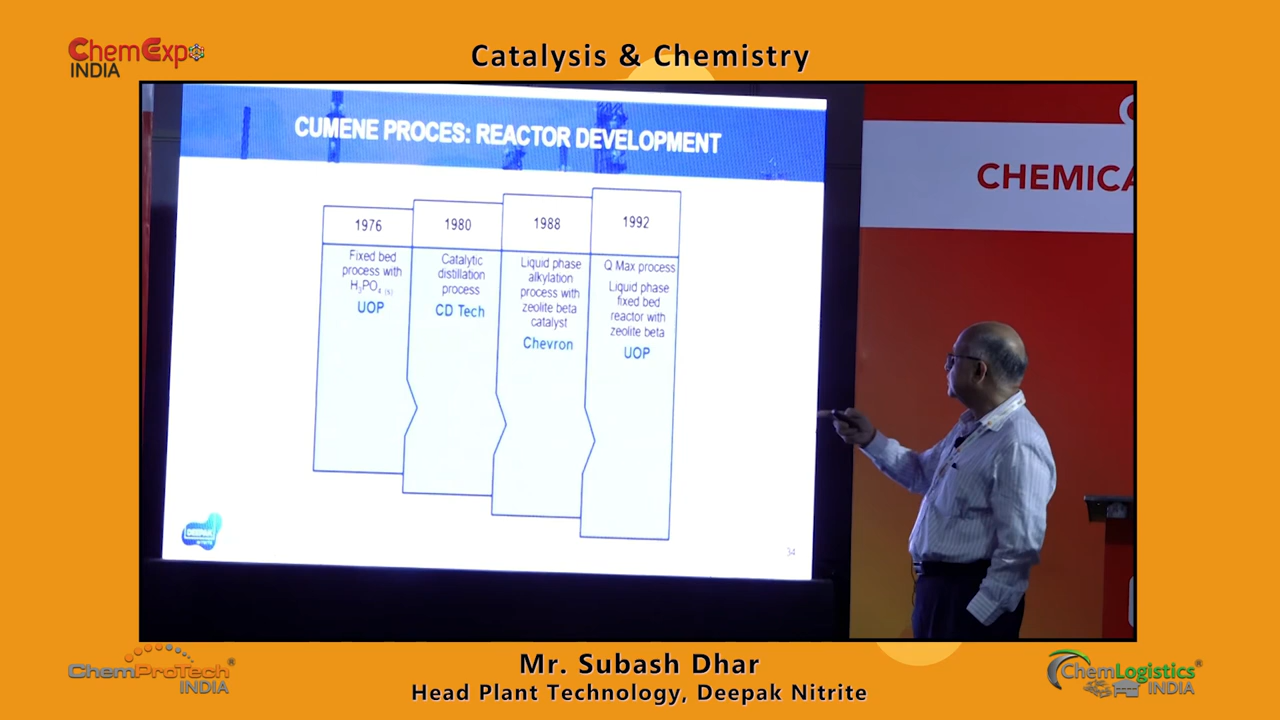 ChemExpo
INDIA
Catalysis & Chemistry
CUMENE PROCES: REACTOR DEVELOPMENT
1976
Fixed bed
process with
H₃PO₄ (s)
UOP
1980
Catalytic
distillation
process
CD Tech
1988
Liquid phase
alkylation
process with
zeolite beta
catalyst
Chevron
1992
Q Max process
Liquid phase
fixed bed
reactor with
zeolite beta
UOP
DEEPAK
NITRITE
34
CHEMICA
ChemProTech®
INDIA
Mr. Subash Dhar
Head Plant Technology, Deepak Nitrite
ChemLogistics®
INDIA